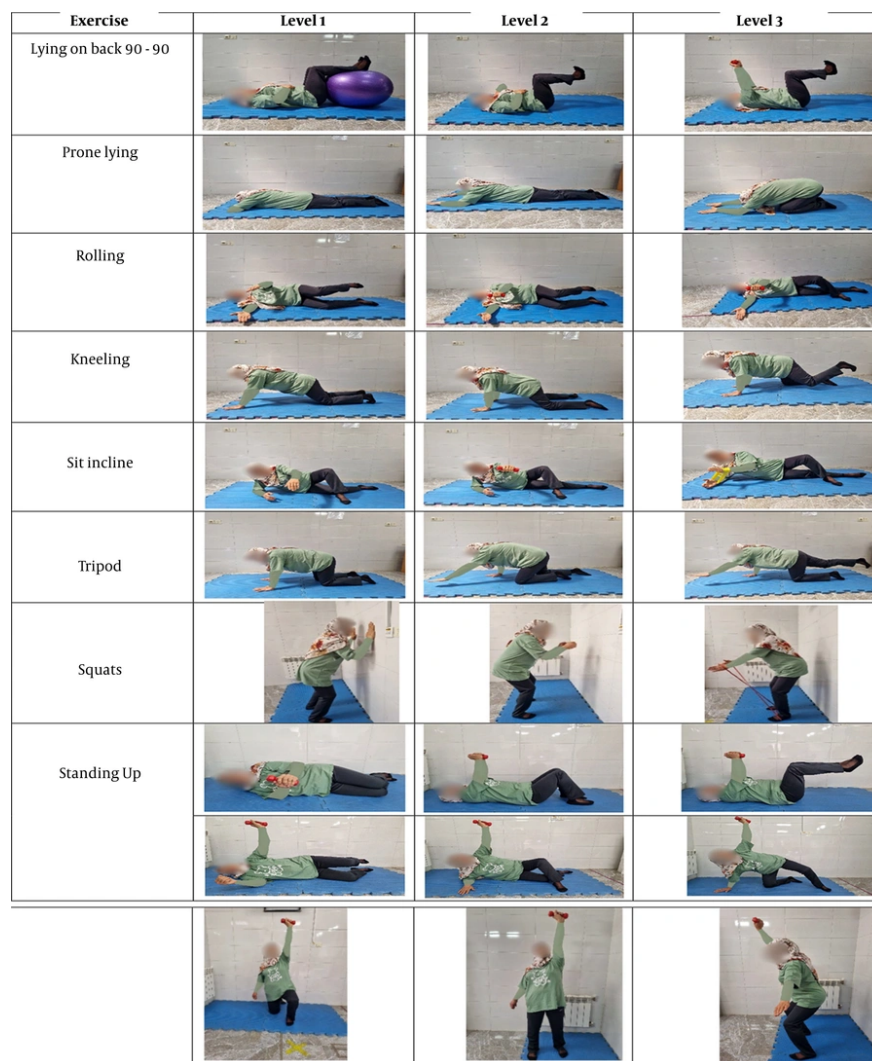 Exercise Level 1 Level 2 Level 3
Lying on back 90 - 90
Prone lying
Rolling
Kneeling
Sit incline
Tripod
Squats
Standing Up